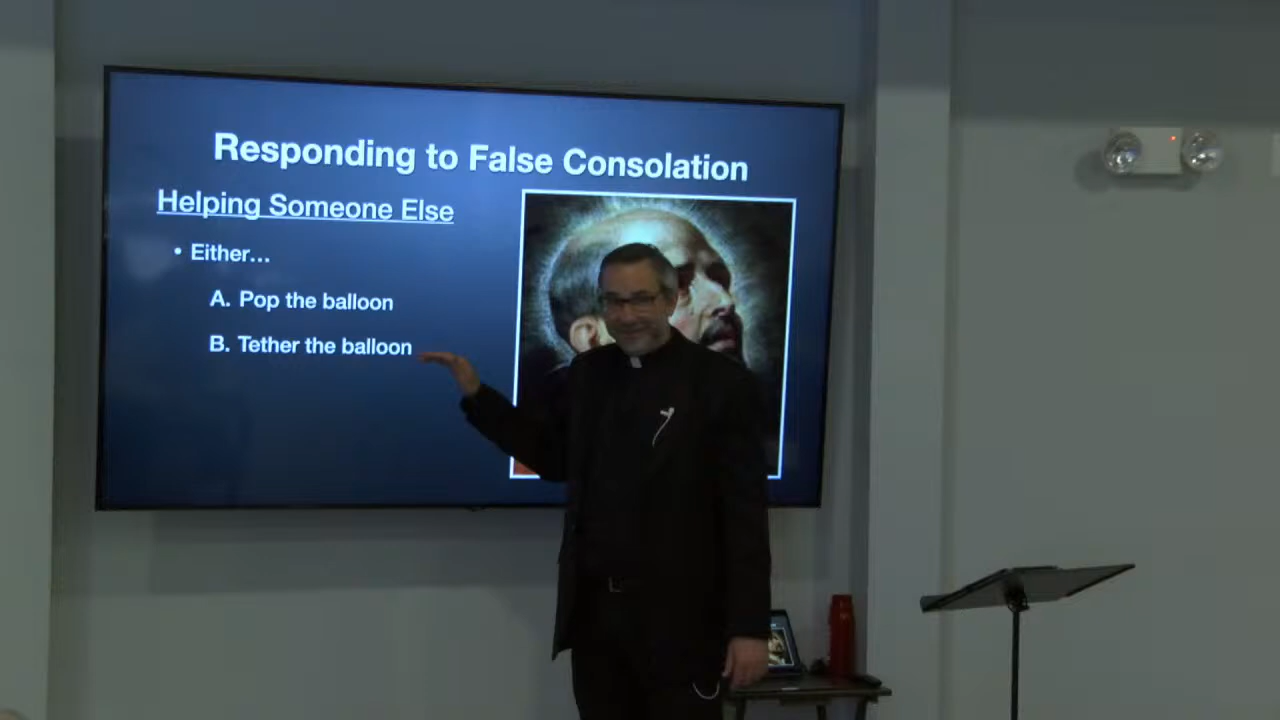 Responding to False Consolation
Helping Someone Else
• Either...
A. Pop the balloon
B. Tether the balloon